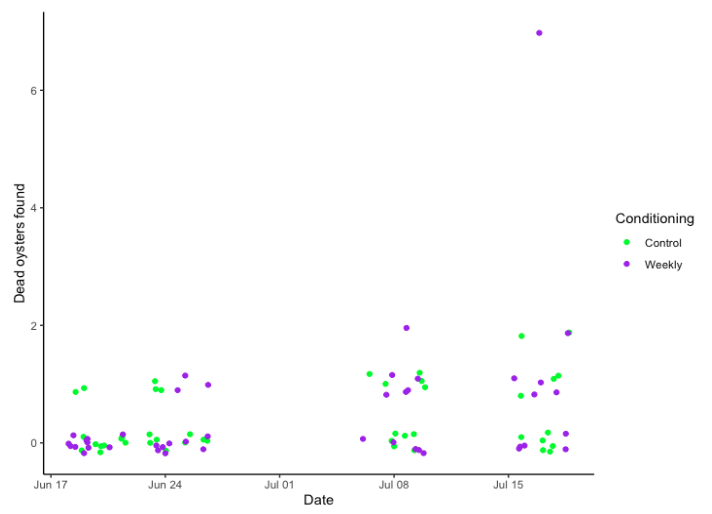 Dead oysters found
6
4
2
0
Jun 17
Jun 24
Jul 01
Jul 08
Jul 15
Date
Conditioning
Control
Weekly